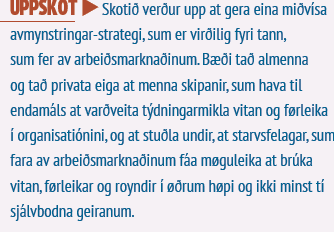 UPPSKOT ▶ Skotið verður upp at gera eina miðvísa
avmynstringar-strategi, sum er virðilig fyri tann,
sum fer av arbeiðsmarknaðinum. Bæði tað almenna
og tað privata eiga at menna skipanir, sum hava til
endamáls at varðveita týdningarmikla vitan og førleika
í organisatiónini, og at stuðla undir, at starvsfelagar, sum
fara av arbeiðsmarknaðinum fáa møguleika at brúka
vitan, førleikar og royndir í øðrum høpi og ikki minst tí
sjálvbodna geiranum.